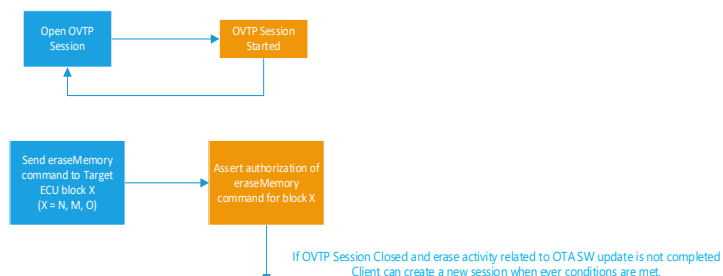 Open OVTP
Session
OVTP Session
Started
Send eraseMemory
command to Target
ECU block X
(X = N, M, O)
Assert authorization of
eraseMemory
command for block X
If OVTP Session Closed and erase activity related to OTA SW update is not completed
Client can create a new session when ever conditions are met.